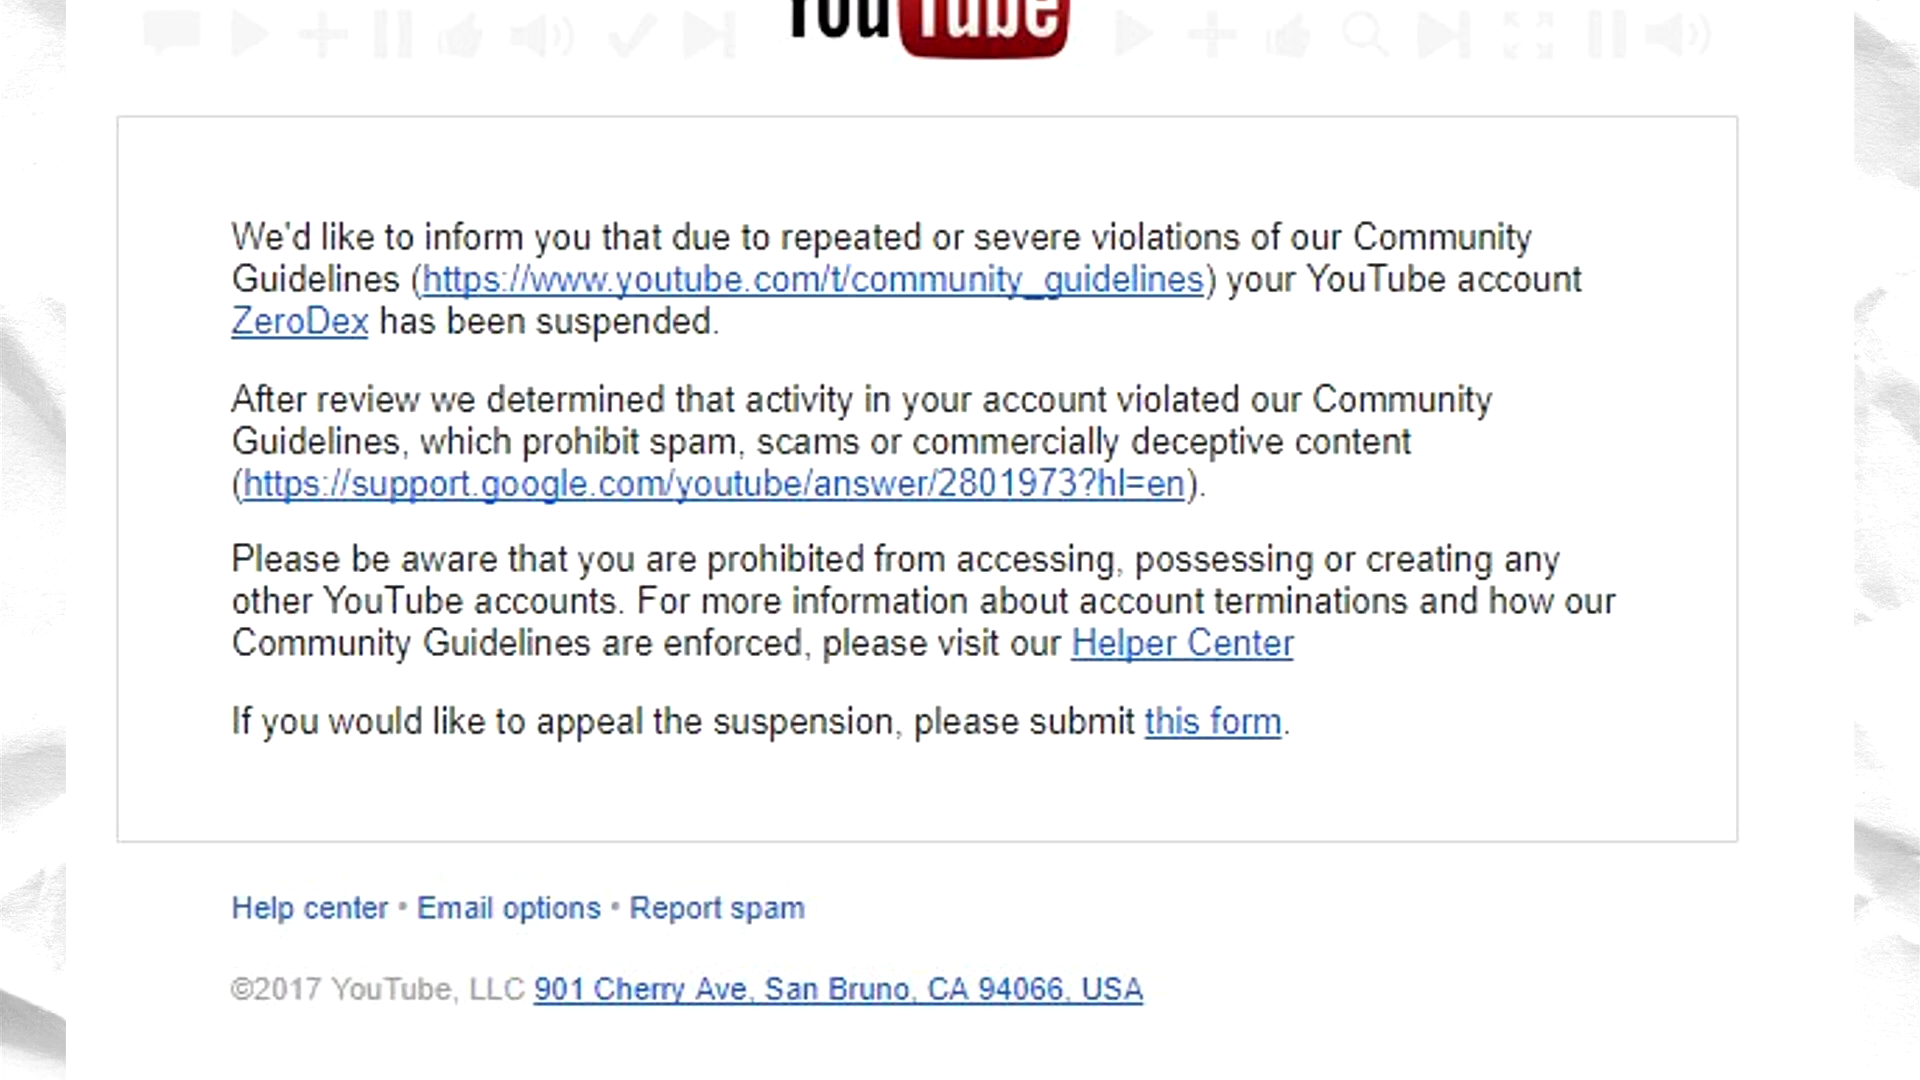 YouTube
We'd like to inform you that due to repeated or severe violations of our Community
Guidelines (https://www.youtube.com/t/community_guidelines) your YouTube account
ZeroDex has been suspended.
After review we determined that activity in your account violated our Community
Guidelines, which prohibit spam, scams or commercially deceptive content
(https://support.google.com/youtube/answer/2801973?hl=en).
Please be aware that you are prohibited from accessing, possessing or creating any
other YouTube accounts. For more information about account terminations and how our
Community Guidelines are enforced, please visit our Helper Center
If you would like to appeal the suspension, please submit this form.
Help center • Email options • Report spam
©2017 YouTube, LLC 901 Cherry Ave, San Bruno, CA 94066, USA